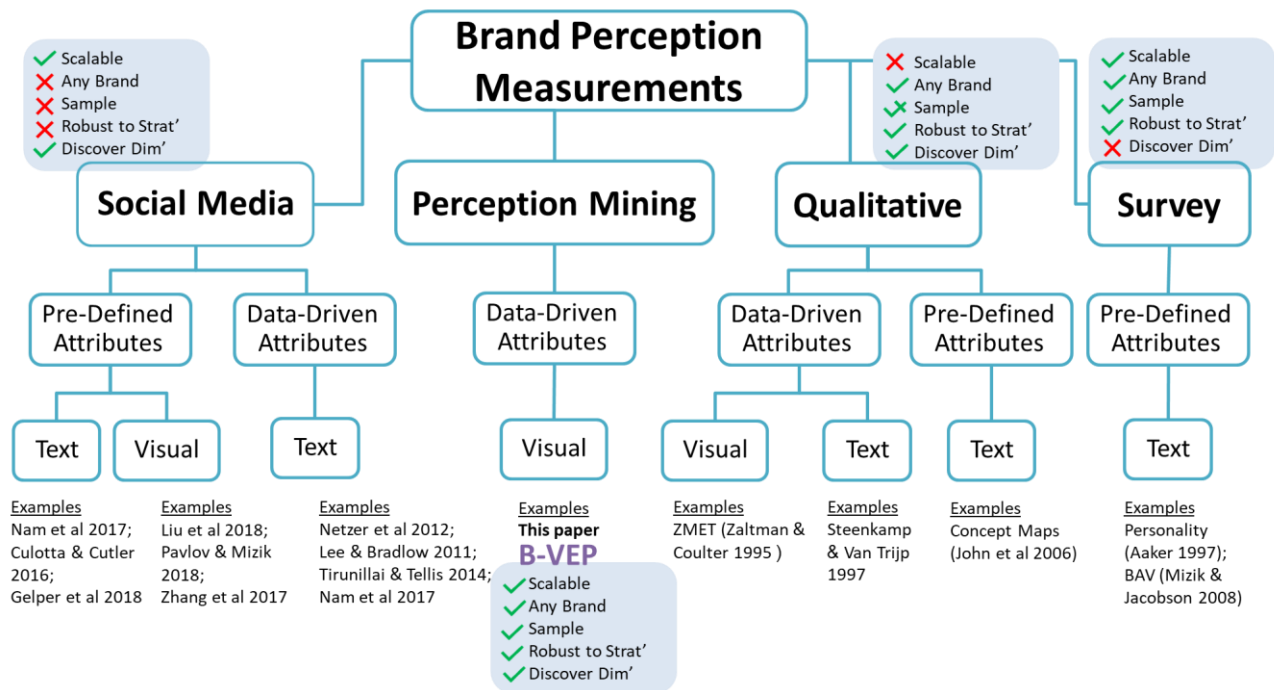 Brand Perception
Measurements
Scalable
Any Brand
Sample
Robust to Strat'
Discover Dim'
Scalable
Any Brand
Sample
Robust to Strat'
Discover Dim'
Scalable
Any Brand
Sample
Robust to Strat'
Discover Dim'
Social Media
Perception Mining
Qualitative
Survey
Pre-Defined
Attributes
Data-Driven
Attributes
Data-Driven
Attributes
Data-Driven
Attributes
Pre-Defined
Attributes
Pre-Defined
Attributes
Text
Visual
Text
Visual
Visual
Text
Text
Text
Examples
Nam et al 2017;
Culotta & Cutler
2016;
Gelper et al 2018
Examples
Liu et al 2018;
Pavlov & Mizik
2018;
Zhang et al 2017
Examples
Netzer et al 2012;
Lee & Bradlow 2011;
Tirunillai & Tellis 2014;
Nam et al 2017
Examples
This paper
B-VEP
Scalable
Any Brand
Sample
Robust to Strat'
Discover Dim'
Examples
ZMET (Zaltman &
Coulter 1995 )
Examples
Steenkamp
& Van Trijp
1997
Examples
Concept Maps
(John et al 2006)
Examples
Personality
(Aaker 1997);
BAV (Mizik &
Jacobson 2008)